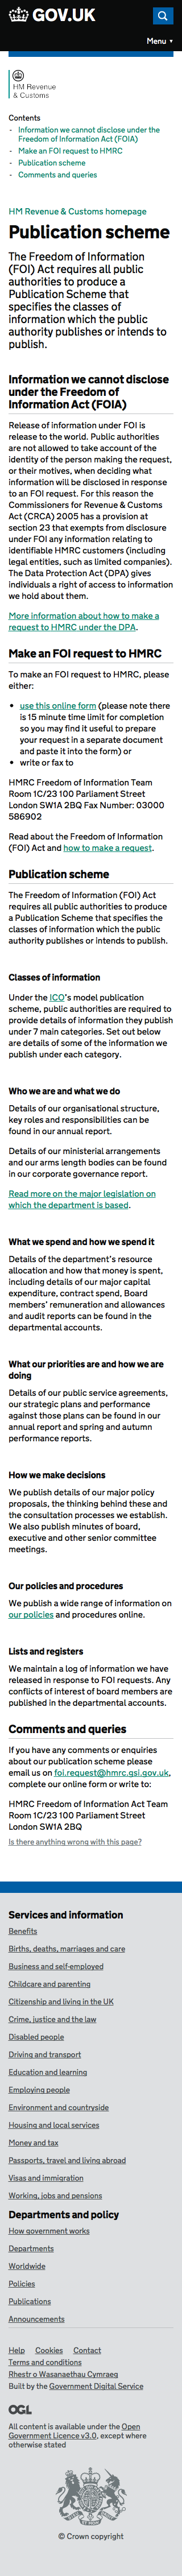 GOV.UK
Menu ▼
HM Revenue
& Customs
Contents
- Information we cannot disclose under the
Freedom of Information Act (FOIA)
- Make an FOI request to HMRC
- Publication scheme
- Comments and queries
HM Revenue & Customs homepage
Publication scheme
The Freedom of Information
(FOI) Act requires all public
authorities to produce a
Publication Scheme that
specifies the classes of
information which the public
authority publishes or intends to
publish.
Information we cannot disclose
under the Freedom of
Information Act (FOIA)
Release of information under FOI is
release to the world. Public authorities
are not allowed to take account of the
identity of the person making the request,
or their motives, when deciding what
information will be disclosed in response
to an FOI request. For this reason the
Commissioners for Revenue & Customs
Act (CRCA) 2005 has a provision at
section 23 that exempts from disclosure
under FOI any information relating to
identifiable HMRC customers (including
legal entities, such as limited companies).
The Data Protection Act (DPA) gives
individuals a right of access to information
we hold about them.
More information about how to make a
request to HMRC under the DPA.
Make an FOI request to HMRC
To make an FOI request to HMRC, please
either:
• use this online form (please note there
is 15 minute time limit for completion
so you may find it useful to prepare
your request in a separate document
and paste it into the form) or
• write or fax to
HMRC Freedom of Information Team
Room 1C/23 100 Parliament Street
London SW1A 2BQ Fax Number: 03000
586902
Read about the Freedom of Information
(FOI) Act and how to make a request.
Publication scheme
The Freedom of Information (FOI) Act
requires all public authorities to produce
a Publication Scheme that specifies the
classes of information which the public
authority publishes or intends to publish.
Classes of information
Under the ICO's model publication
scheme, public authorities are required to
provide details of information they publish
under 7 main categories. Set out below
are details of some of the information we
publish under each category.
Who we are and what we do
Details of our organisational structure,
key roles and responsibilities can be
found in our annual report.
Details of our ministerial arrangements
and our arms length bodies can be found
in our corporate governance report.
Read more on the major legislation on
which the department is based.
What we spend and how we spend it
Details of the department's resource
allocation and how that money is spent,
including details of our major capital
expenditure, contract spend, Board
members' remuneration and allowances
and audit reports can be found in the
departmental accounts.
What our priorities are and how we are
doing
Details of our public service agreements,
our strategic plans and performance
against those plans can be found in our
annual report and spring and autumn
performance reports.
How we make decisions
We publish details of our major policy
proposals, the thinking behind those and
the consultation processes we establish.
We also publish minutes of board,
executive and other senior committee
meetings.
Our policies and procedures
We publish a wide range of information on
our policies and procedures online.
Lists and registers
We maintain a log of information we have
released in response to FOI requests. Any
conflicts of interest for Board members
are published in the departmental accounts.
Comments and queries
If you have any comments or enquiries
about our publication scheme please
email us on foi.request@hmrc.gsi.gov.uk,
complete our online form or write to:
HMRC Freedom of Information Act Team
Room 1C/23 100 Parliament Street
London SW1A 2BQ
Is there anything wrong with this page?
Services and information
Benefits
Births, deaths, marriages and care
Business and self-employed
Childcare and parenting
Citizenship and living in the UK
Crime, justice and the law
Disabled people
Driving and transport
Education and learning
Employing people
Environment and countryside
Housing and local services
Money and tax
Passports, travel and living abroad
Visas and immigration
Working, jobs and pensions
Departments and policy
How government works
Departments
Worldwide
Policies
Publications
Announcements
Help Cookies Contact
Terms and conditions
Rhestr o Wasanaethau Cymraeg
Built by the Government Digital Service
OGL
All content is available under the Open
Government Licence v3.0, except where
otherwise stated
© Crown copyright